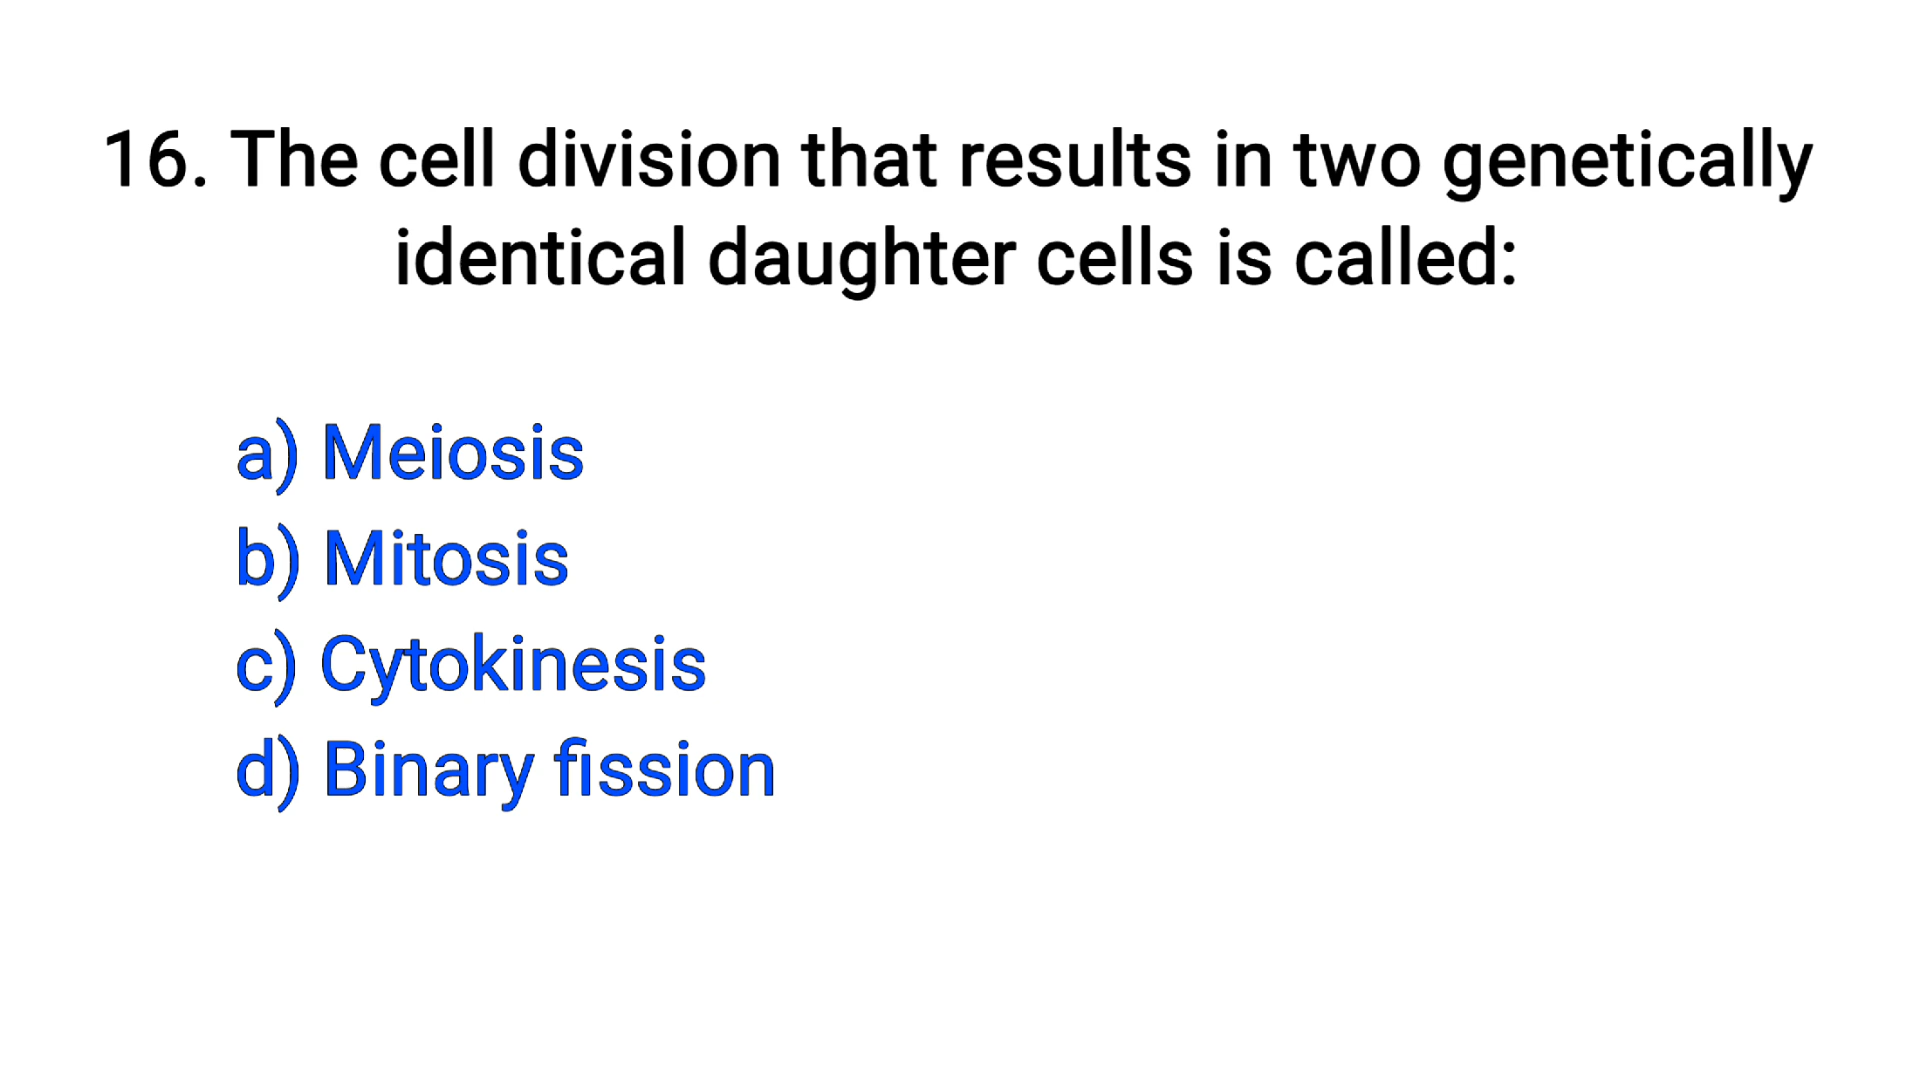 16. The cell division that results in two genetically
identical daughter cells is called:
a) Meiosis
b) Mitosis
c) Cytokinesis
d) Binary fission